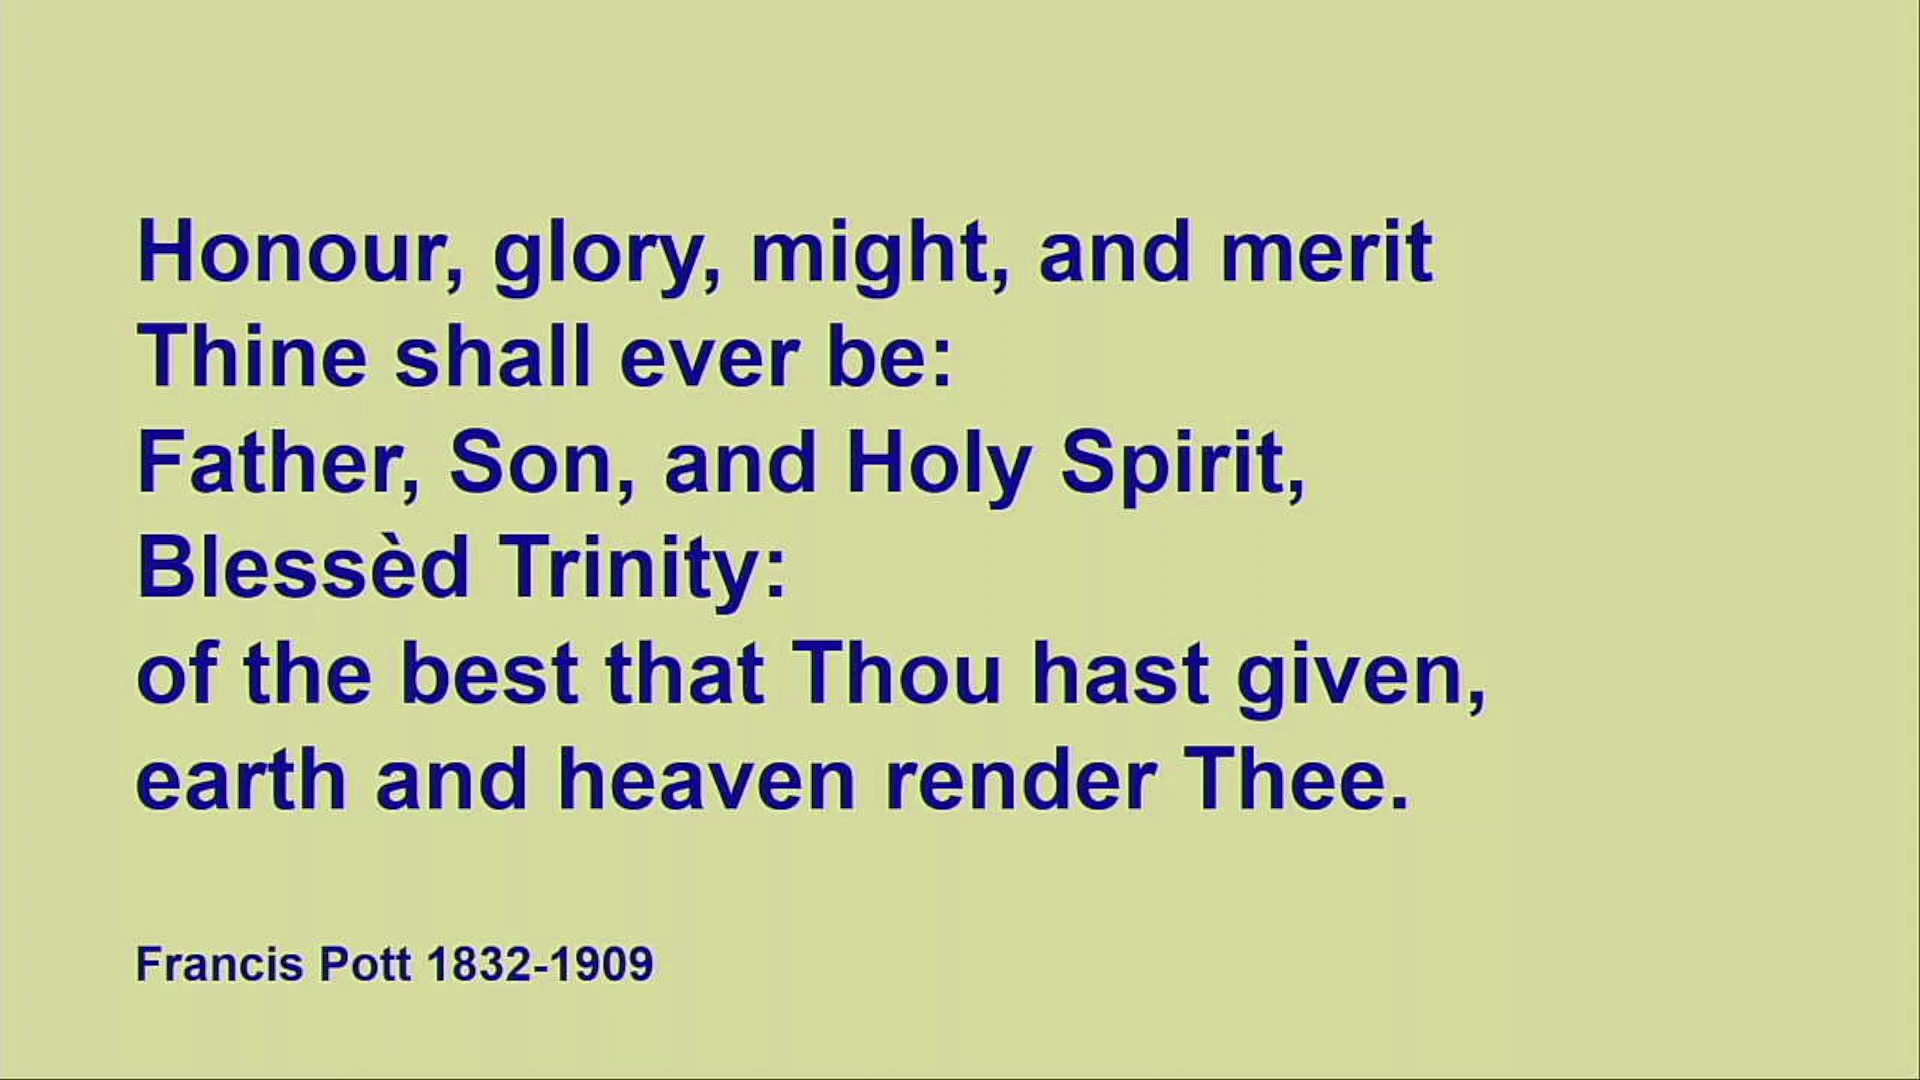 Honour, glory, might, and merit
Thine shall ever be:
Father, Son, and Holy Spirit,
Blessèd Trinity:
of the best that Thou hast given,
earth and heaven render Thee.
Francis Pott 1832-1909